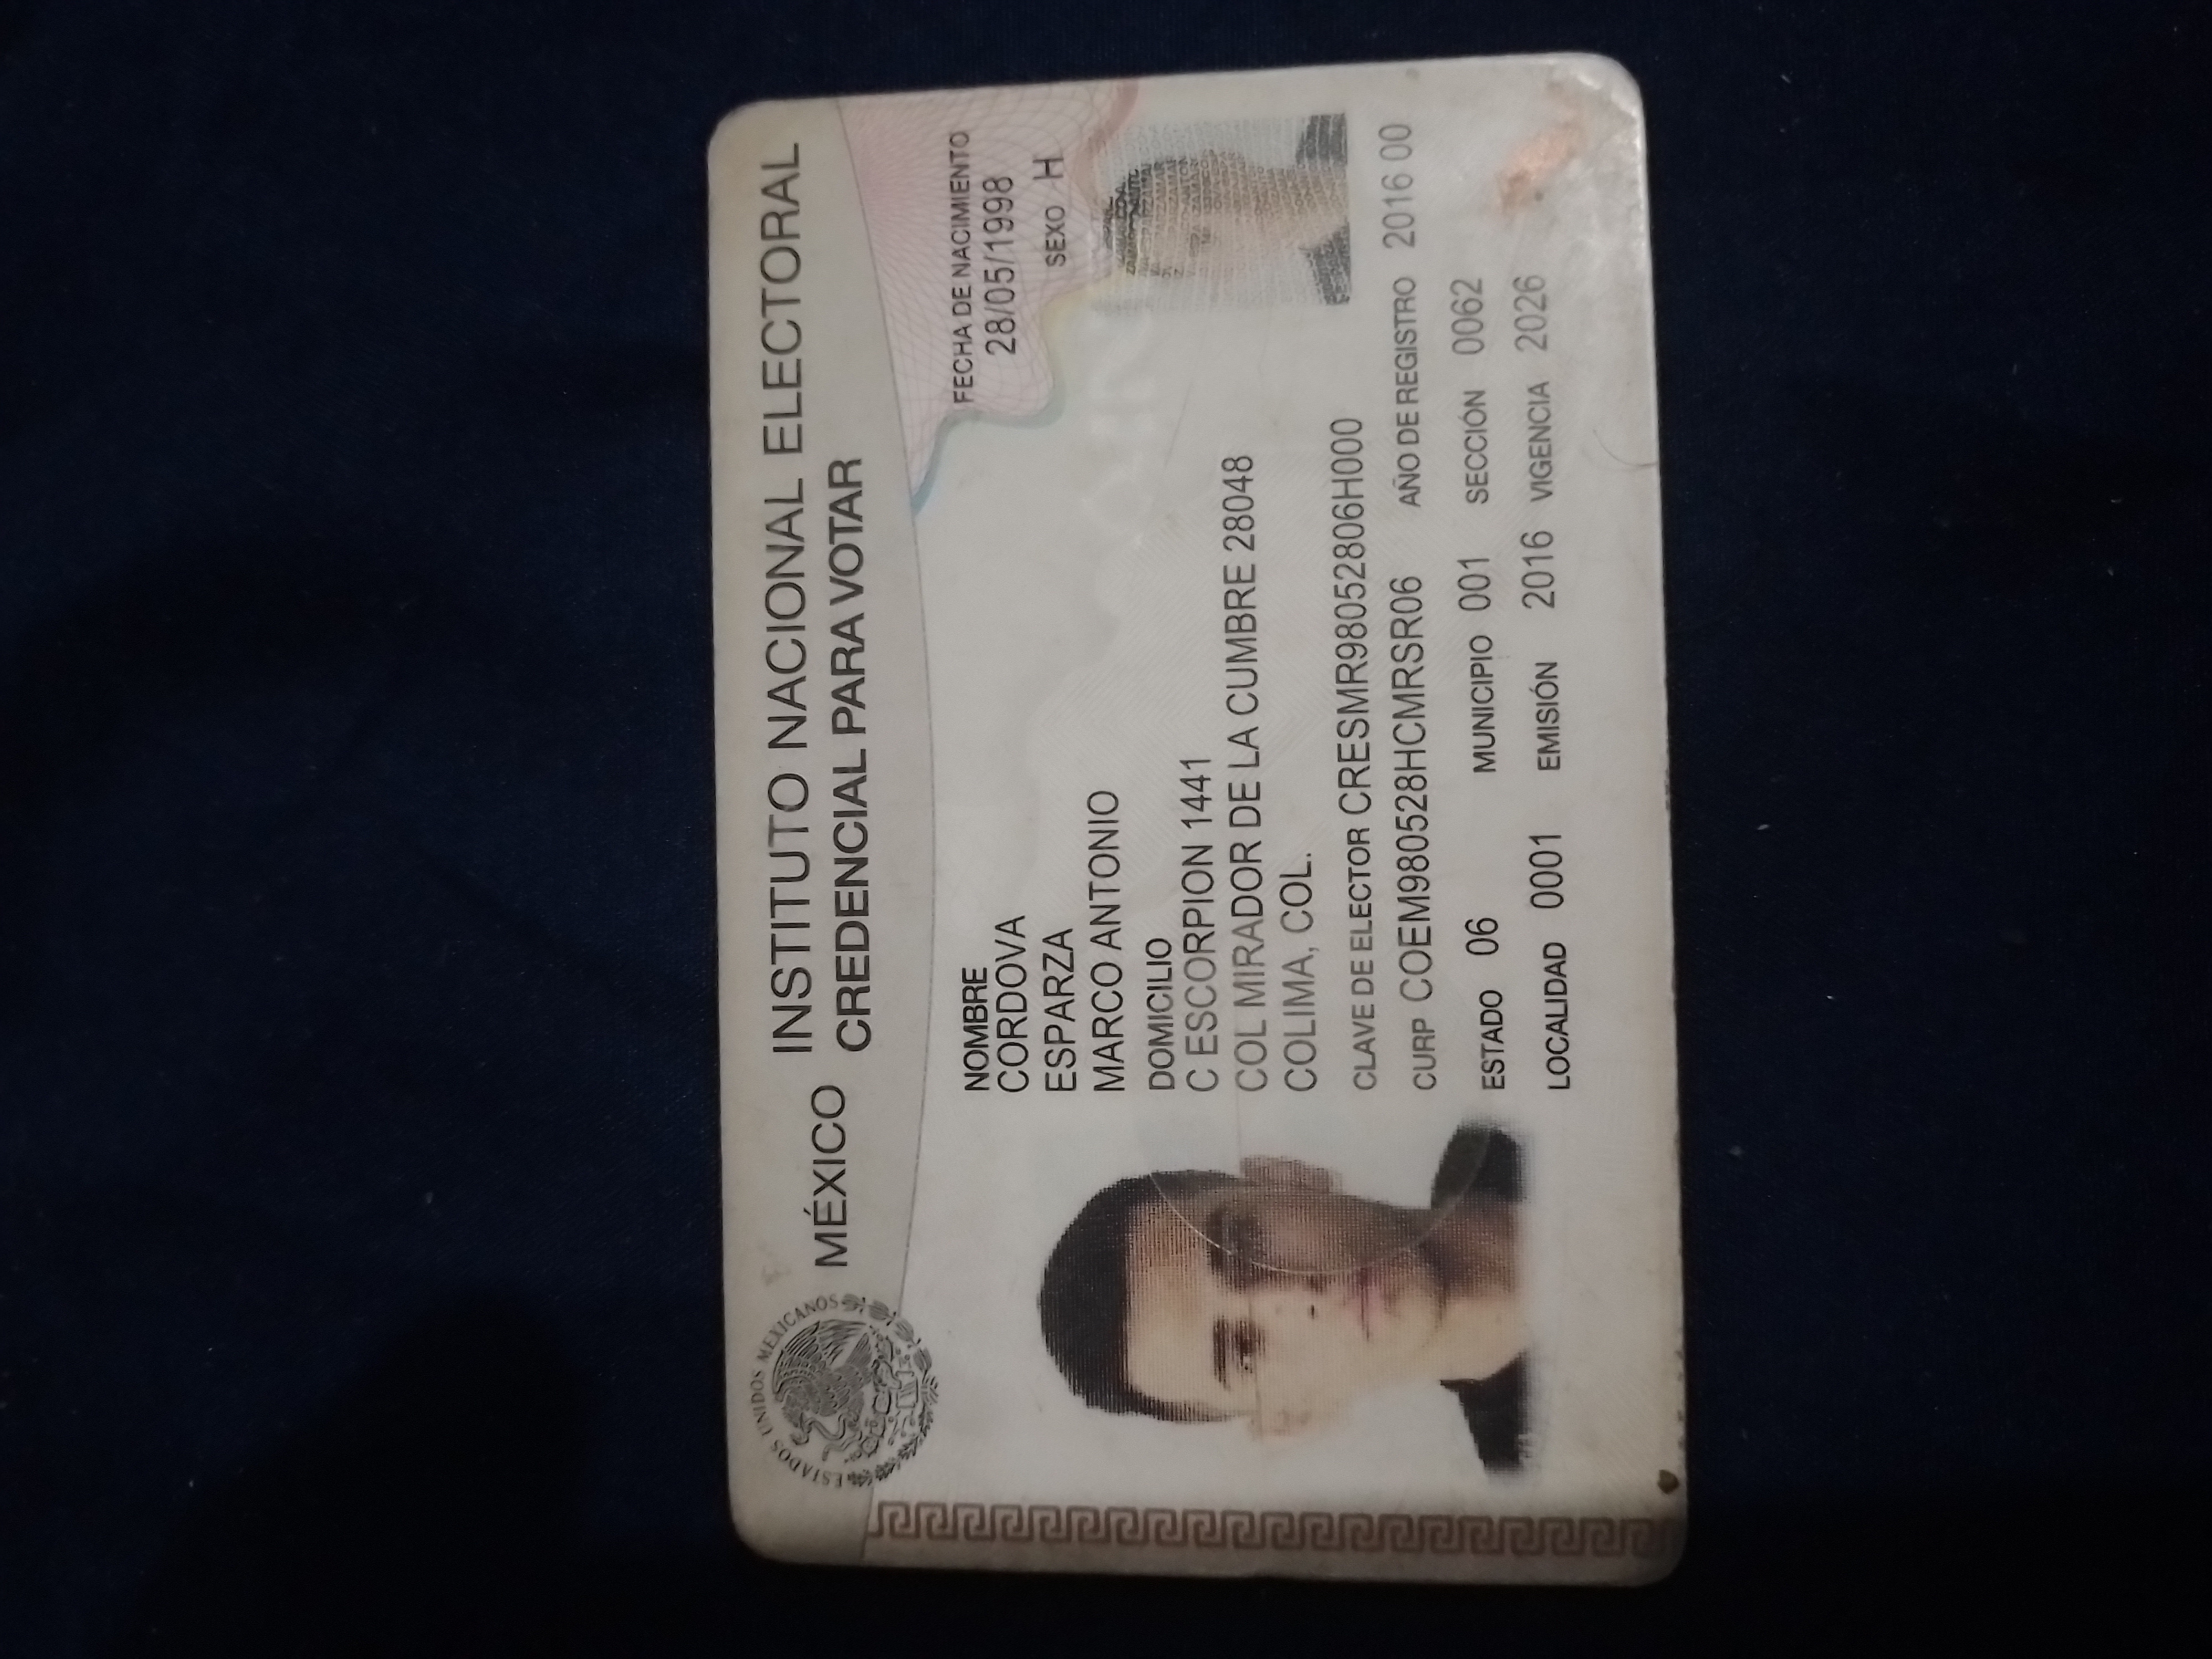 MÉXICO INSTITUTO NACIONAL ELECTORAL
CREDENCIAL PARA VOTAR
ESTADOS UNIDOS MEXICANOS
NOMBRE
CORDOVA
ESPARZA
MARCO ANTONIO
FECHA DE NACIMIENTO
28/05/1998
SEXO H
DOMICILIO
C ESCORPION 1441
COL MIRADOR DE LA CUMBRE 28048
COLIMA, COL.
CLAVE DE ELECTOR CRESMR98052806H000
CURP COEM980528HCMRSR06 AÑO DE REGISTRO 2016 00
ESTADO 06 MUNICIPIO 001 SECCIÓN 0062
LOCALIDAD 0001 EMISIÓN 2016 VIGENCIA 2026